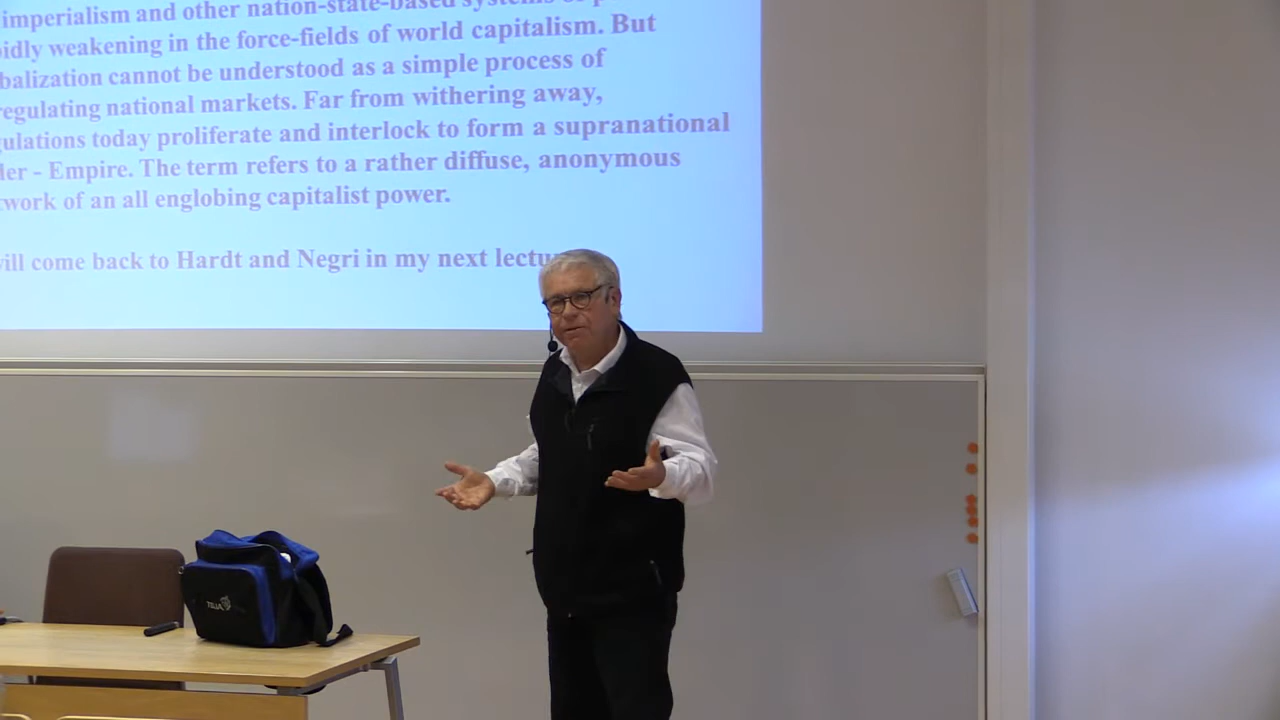 imperialism and other nation-state-based systems of
idly weakening in the force-fields of world capitalism. But
balization cannot be understood as a simple process of
regulating national markets. Far from withering away,
gulations today proliferate and interlock to form a supranational
der - Empire. The term refers to a rather diffuse, anonymous
twork of an all englobing capitalist power.
will come back to Hardt and Negri in my next lectu